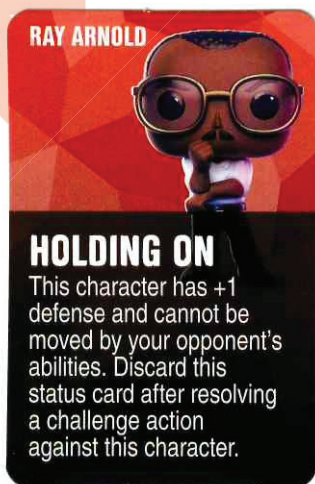 RAY ARNOLD
HOLDING ON
This character has +1
defense and cannot be
moved by your opponent's
abilities. Discard this
status card after resolving
a challenge action
against this character.